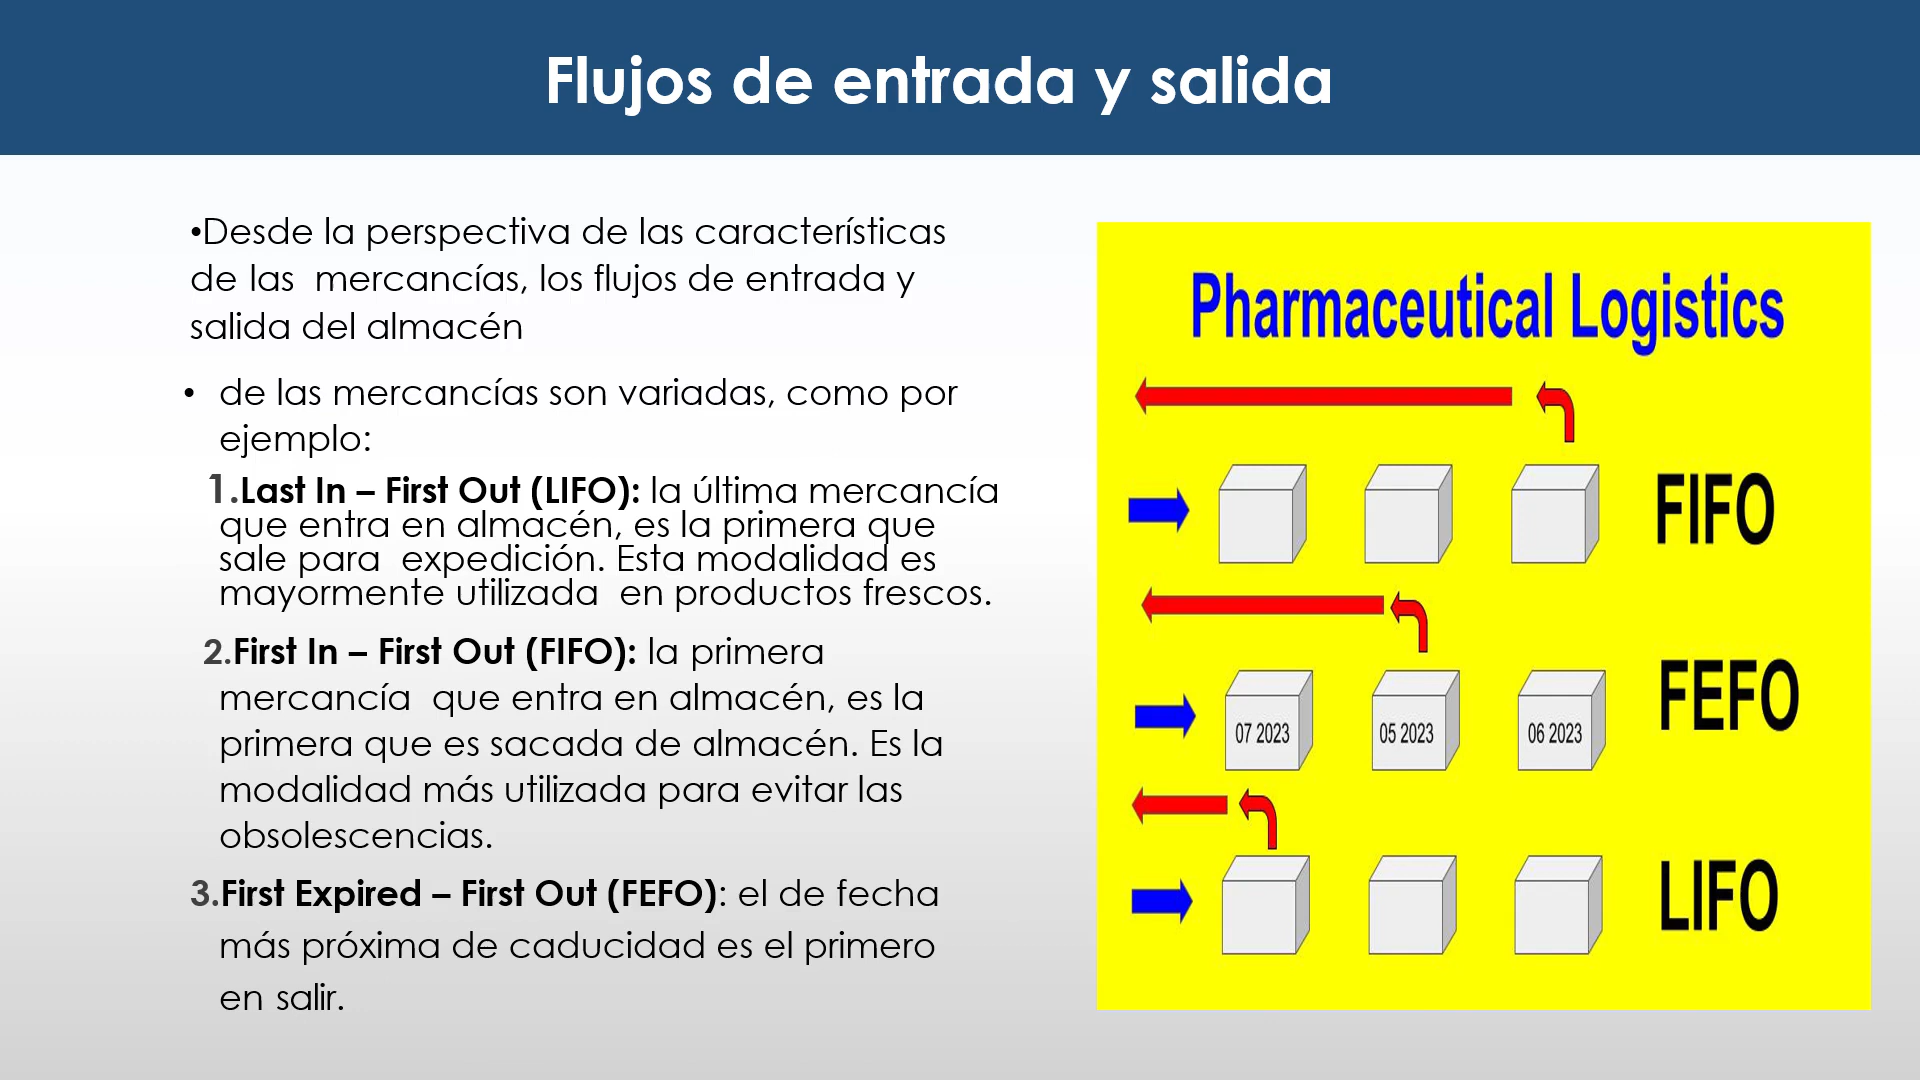 Flujos de entrada y salida
•Desde la perspectiva de las características
de las mercancías, los flujos de entrada y
salida del almacén
• de las mercancías son variadas, como por
ejemplo:
1.Last In – First Out (LIFO): la última mercancía
que entra en almacén, es la primera que
sale para expedición. Esta modalidad es
mayormente utilizada en productos frescos.
2.First In – First Out (FIFO): la primera
mercancía que entra en almacén, es la
primera que es sacada de almacén. Es la
modalidad más utilizada para evitar las
obsolescencias.
3.First Expired – First Out (FEFO): el de fecha
más próxima de caducidad es el primero
en salir.
Pharmaceutical Logistics
FIFO
FEFO
07 2023 05 2023 06 2023
LIFO